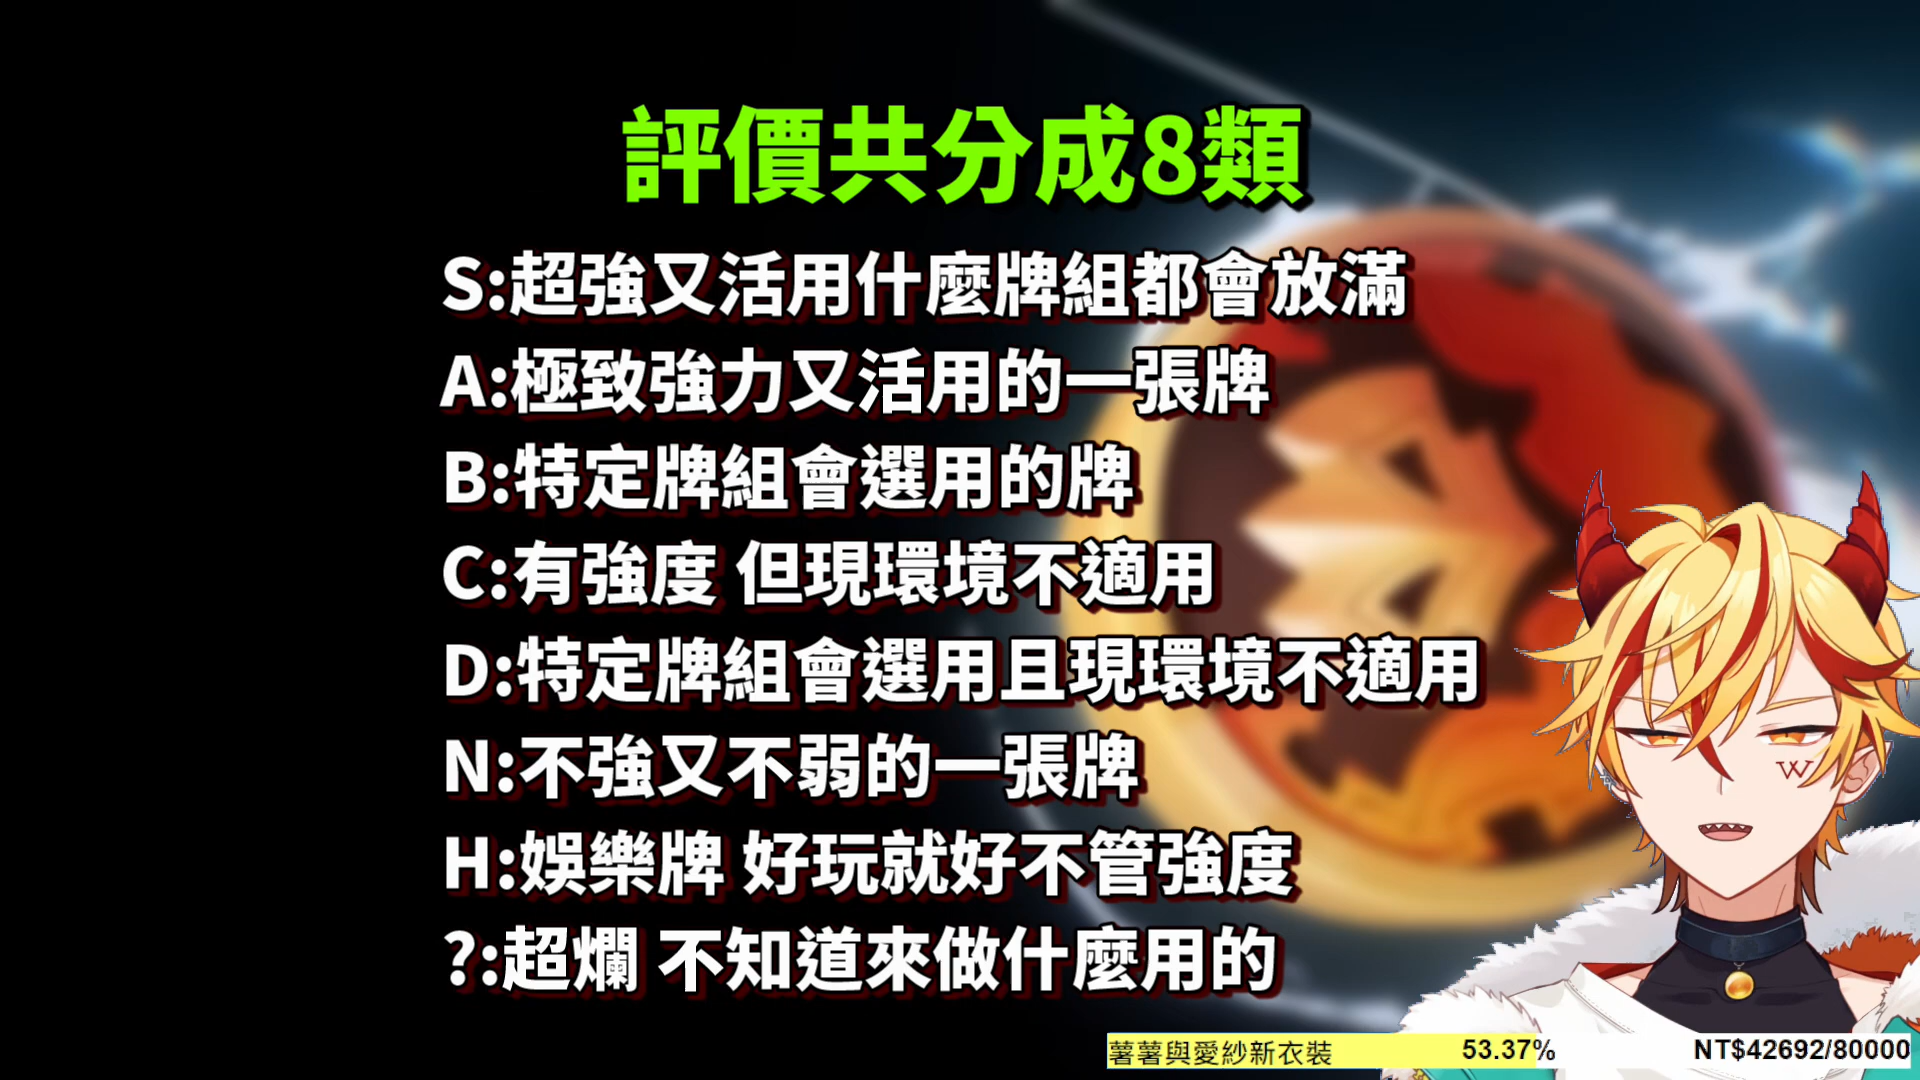 評價共分成8類
S:超強又活用什麼牌組都會放滿
A:極致強力又活用的一張牌
B:特定牌組會選用的牌
C:有強度 但現環境不適用
D:特定牌組會選用且現環境不適用
N:不強又不弱的一張牌
H:娛樂牌 好玩就好不管強度
?:超爛 不知道來做什麼用的
W
薯薯與愛紗新衣裝 53.37% NT$42692/80000